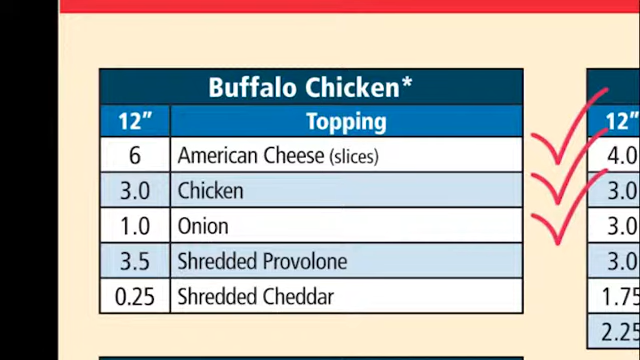 Buffalo Chicken*
12” Topping
6 American Cheese (slices)
3.0 Chicken
1.0 Onion
3.5 Shredded Provolone
0.25 Shredded Cheddar
12”
4.0
3.0
3.0
3.0
1.75
2.25